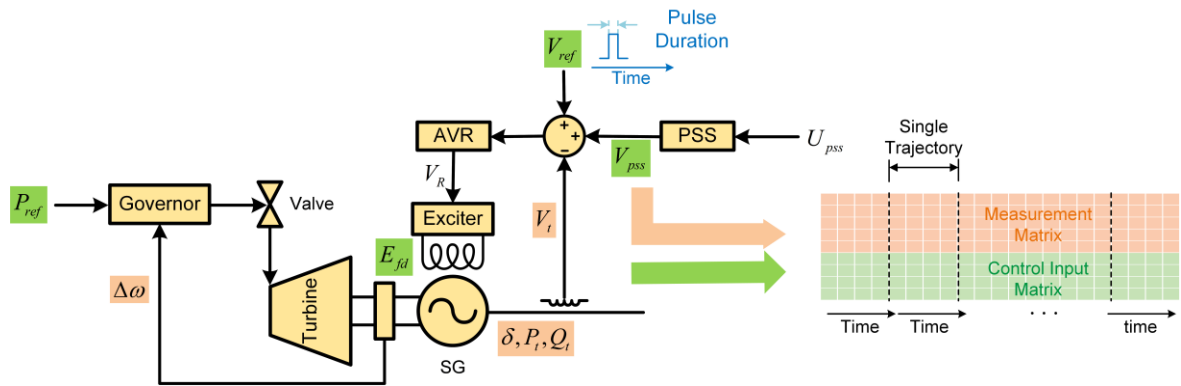 Pulse
Duration
Time
V_ref
AVR
+
+
−
PSS
U_pss
V_pss
V_R
Exciter
V_t
P_ref
Governor
Valve
E_fd
Δω
Turbine
SG
δ, P_t, Q_t
Single
Trajectory
Measurement
Matrix
Control Input
Matrix
Time
Time
. . .
time